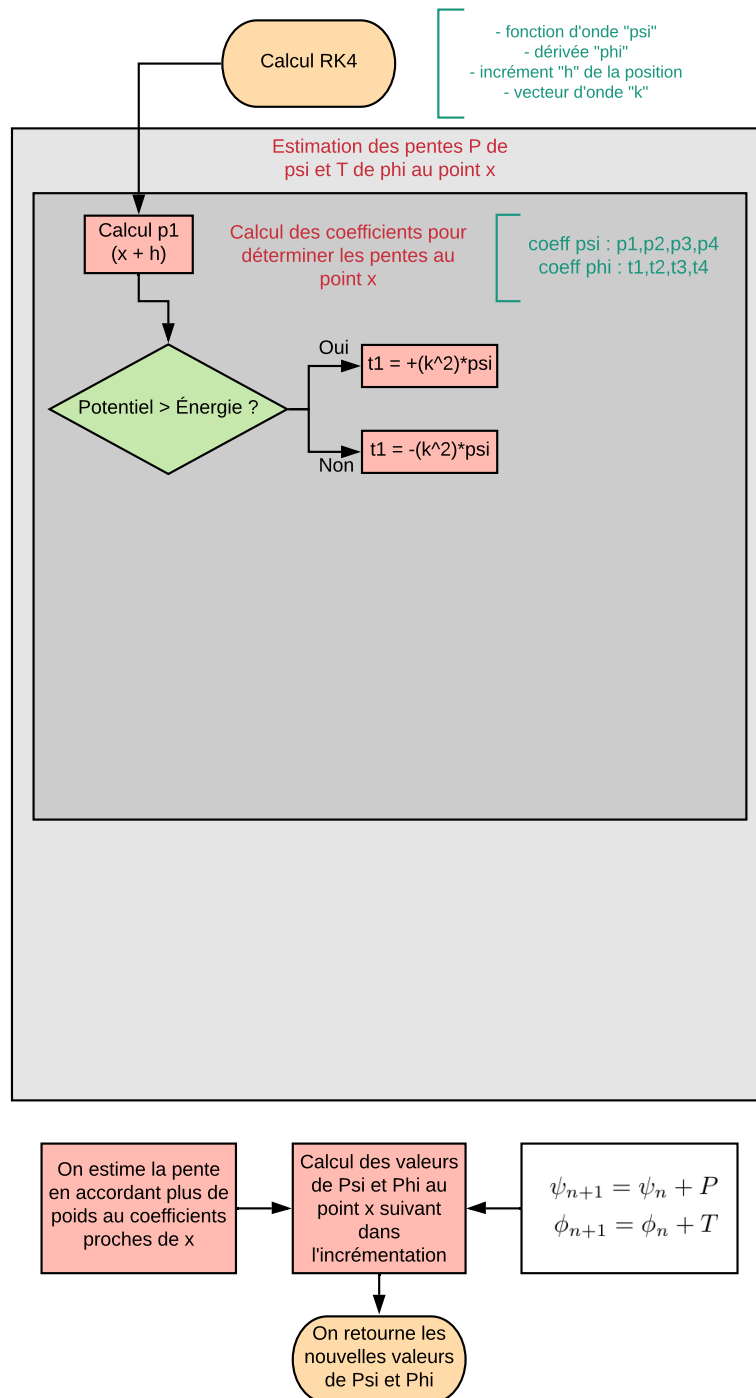 Calcul RK4
- fonction d'onde "psi"
- dérivée "phi"
- incrément "h" de la position
- vecteur d'onde "k"
Estimation des pentes P de
psi et T de phi au point x
Calcul p1
(x + h)
Calcul des coefficients pour
déterminer les pentes au
point x
coeff psi : p1,p2,p3,p4
coeff phi : t1,t2,t3,t4
Potentiel > Énergie ?
Oui
t1 = +(k^2)*psi
Non
t1 = -(k^2)*psi
On estime la pente
en accordant plus de
poids au coefficients
proches de x
Calcul des valeurs
de Psi et Phi au
point x suivant
dans
l'incrémentation
ψ_{n+1} = ψ_n + P
ϕ_{n+1} = ϕ_n + T
On retourne les
nouvelles valeurs
de Psi et Phi